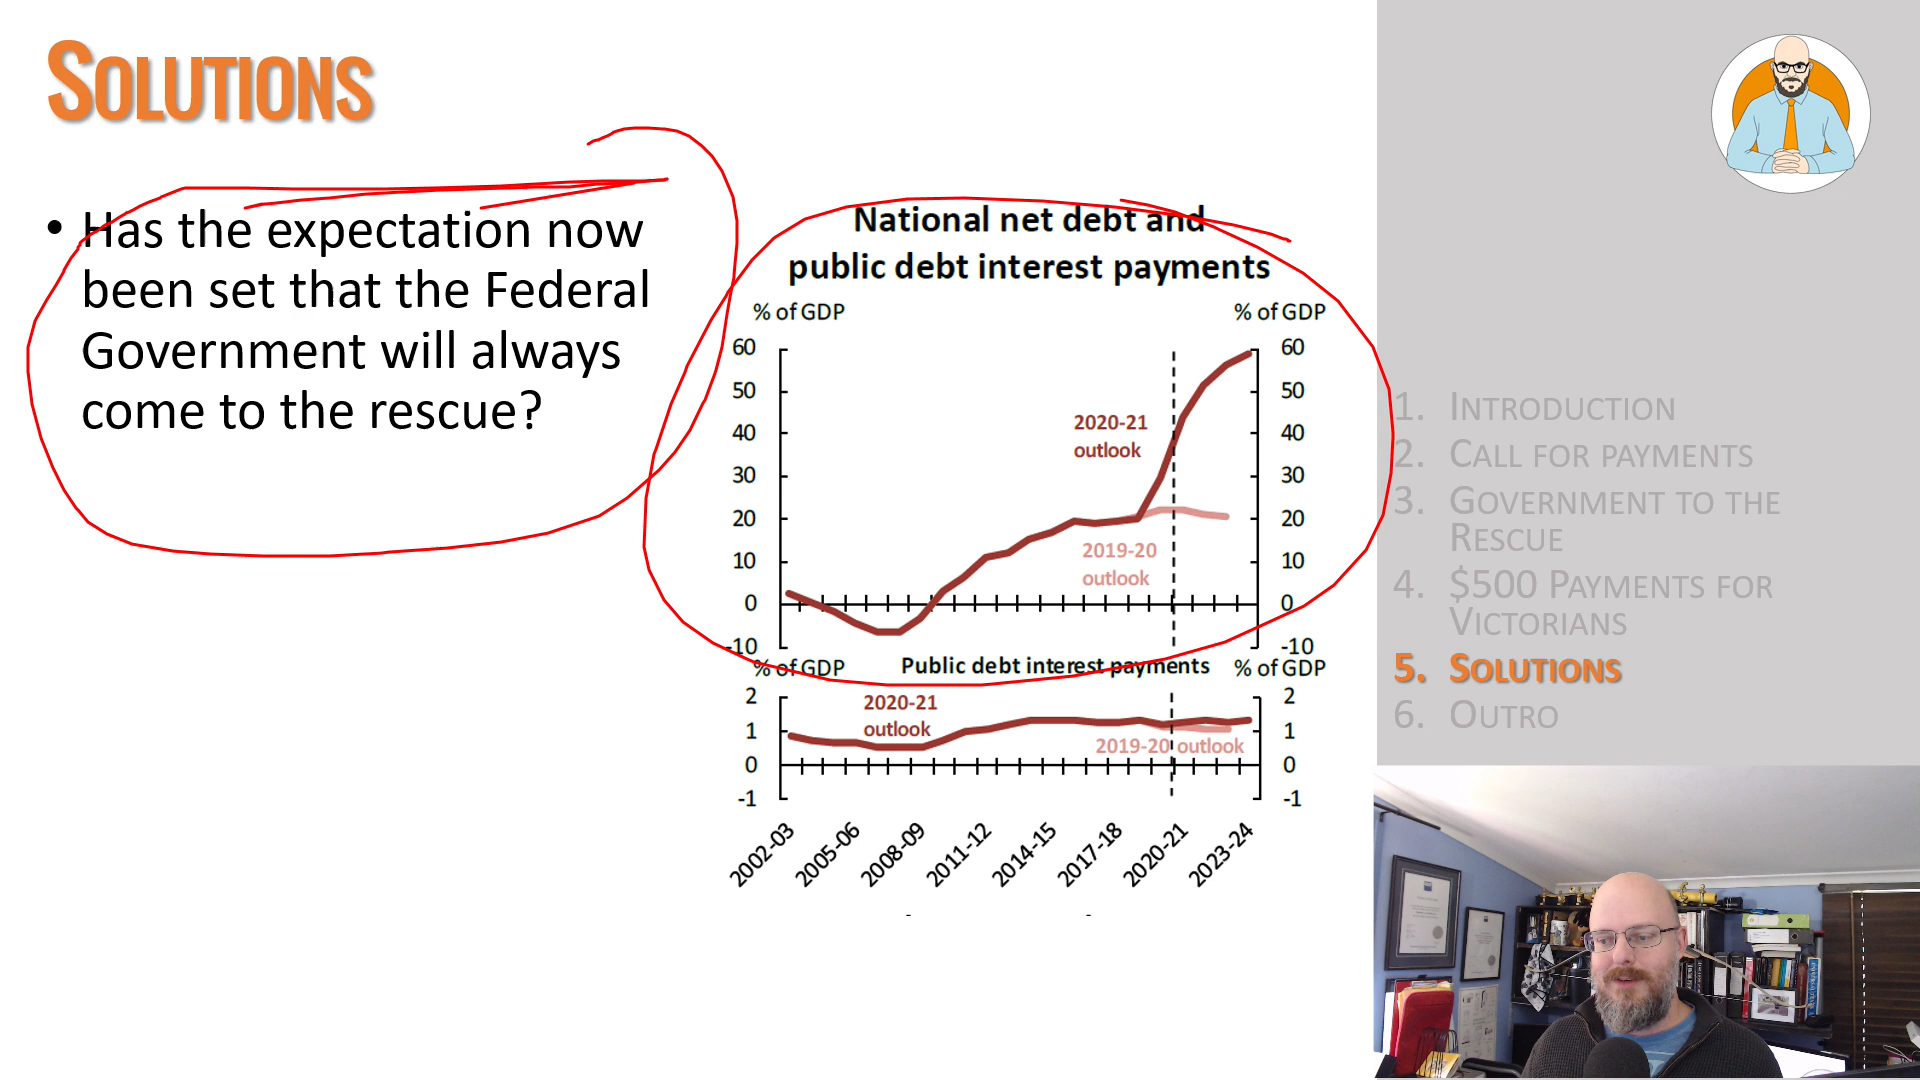 SOLUTIONS
• Has the expectation now
been set that the Federal
Government will always
come to the rescue?
National net debt and
public debt interest payments
% of GDP
% of GDP
60
60
50
50
40
40
30
30
20
20
10
10
0
0
-10
-10
2020-21
outlook
2019-20
outlook
% of GDP
Public debt interest payments
% of GDP
2
2
1
1
0
0
-1
-1
2020-21
outlook
2019-20 outlook
2002-03
2005-06
2008-09
2011-12
2014-15
2017-18
2020-21
2023-24
1. INTRODUCTION
2. CALL FOR PAYMENTS
3. GOVERNMENT TO THE
RESCUE
4. $500 PAYMENTS FOR
VICTORIANS
5. SOLUTIONS
6. OUTRO